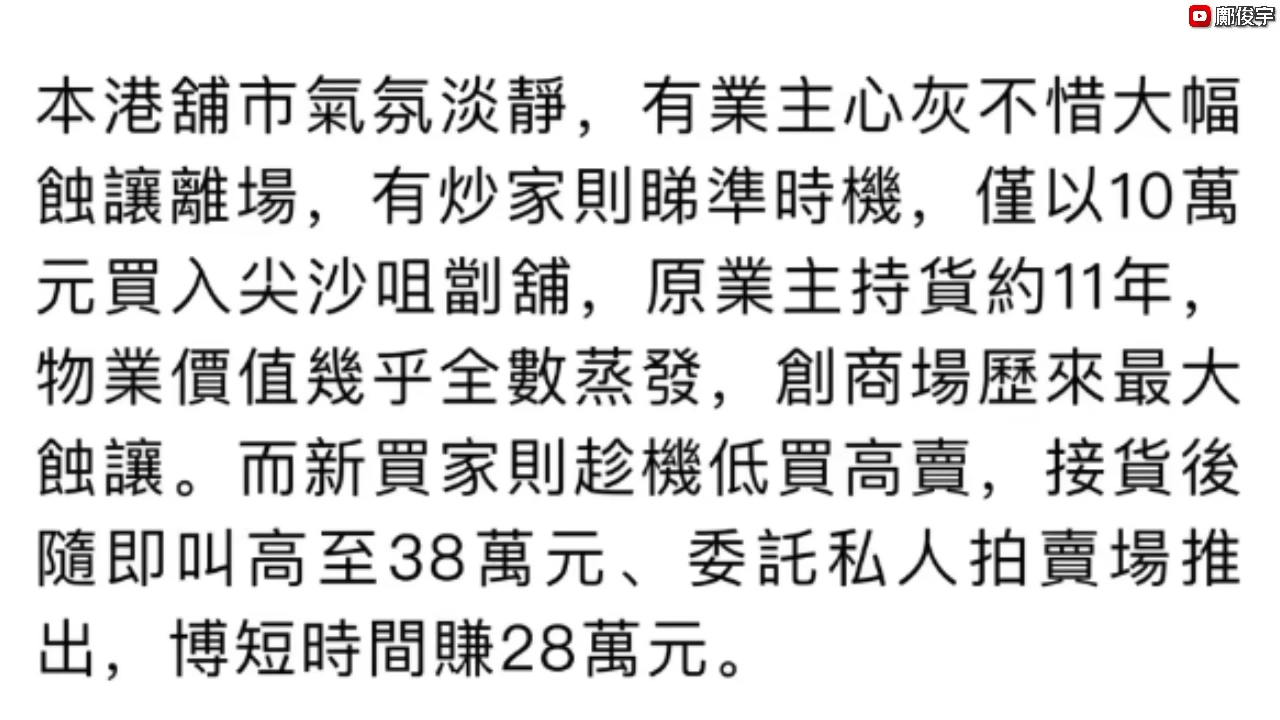 鄺俊宇
本港舖市氣氛淡靜，有業主心灰不惜大幅
蝕讓離場，有炒家則睇準時機，僅以10萬
元買入尖沙咀劏舖，原業主持貨約11年，
物業價值幾乎全數蒸發，創商場歷來最大
蝕讓。而新買家則趁機低買高賣，接貨後
隨即叫高至38萬元、委託私人拍賣場推
出，博短時間賺28萬元。